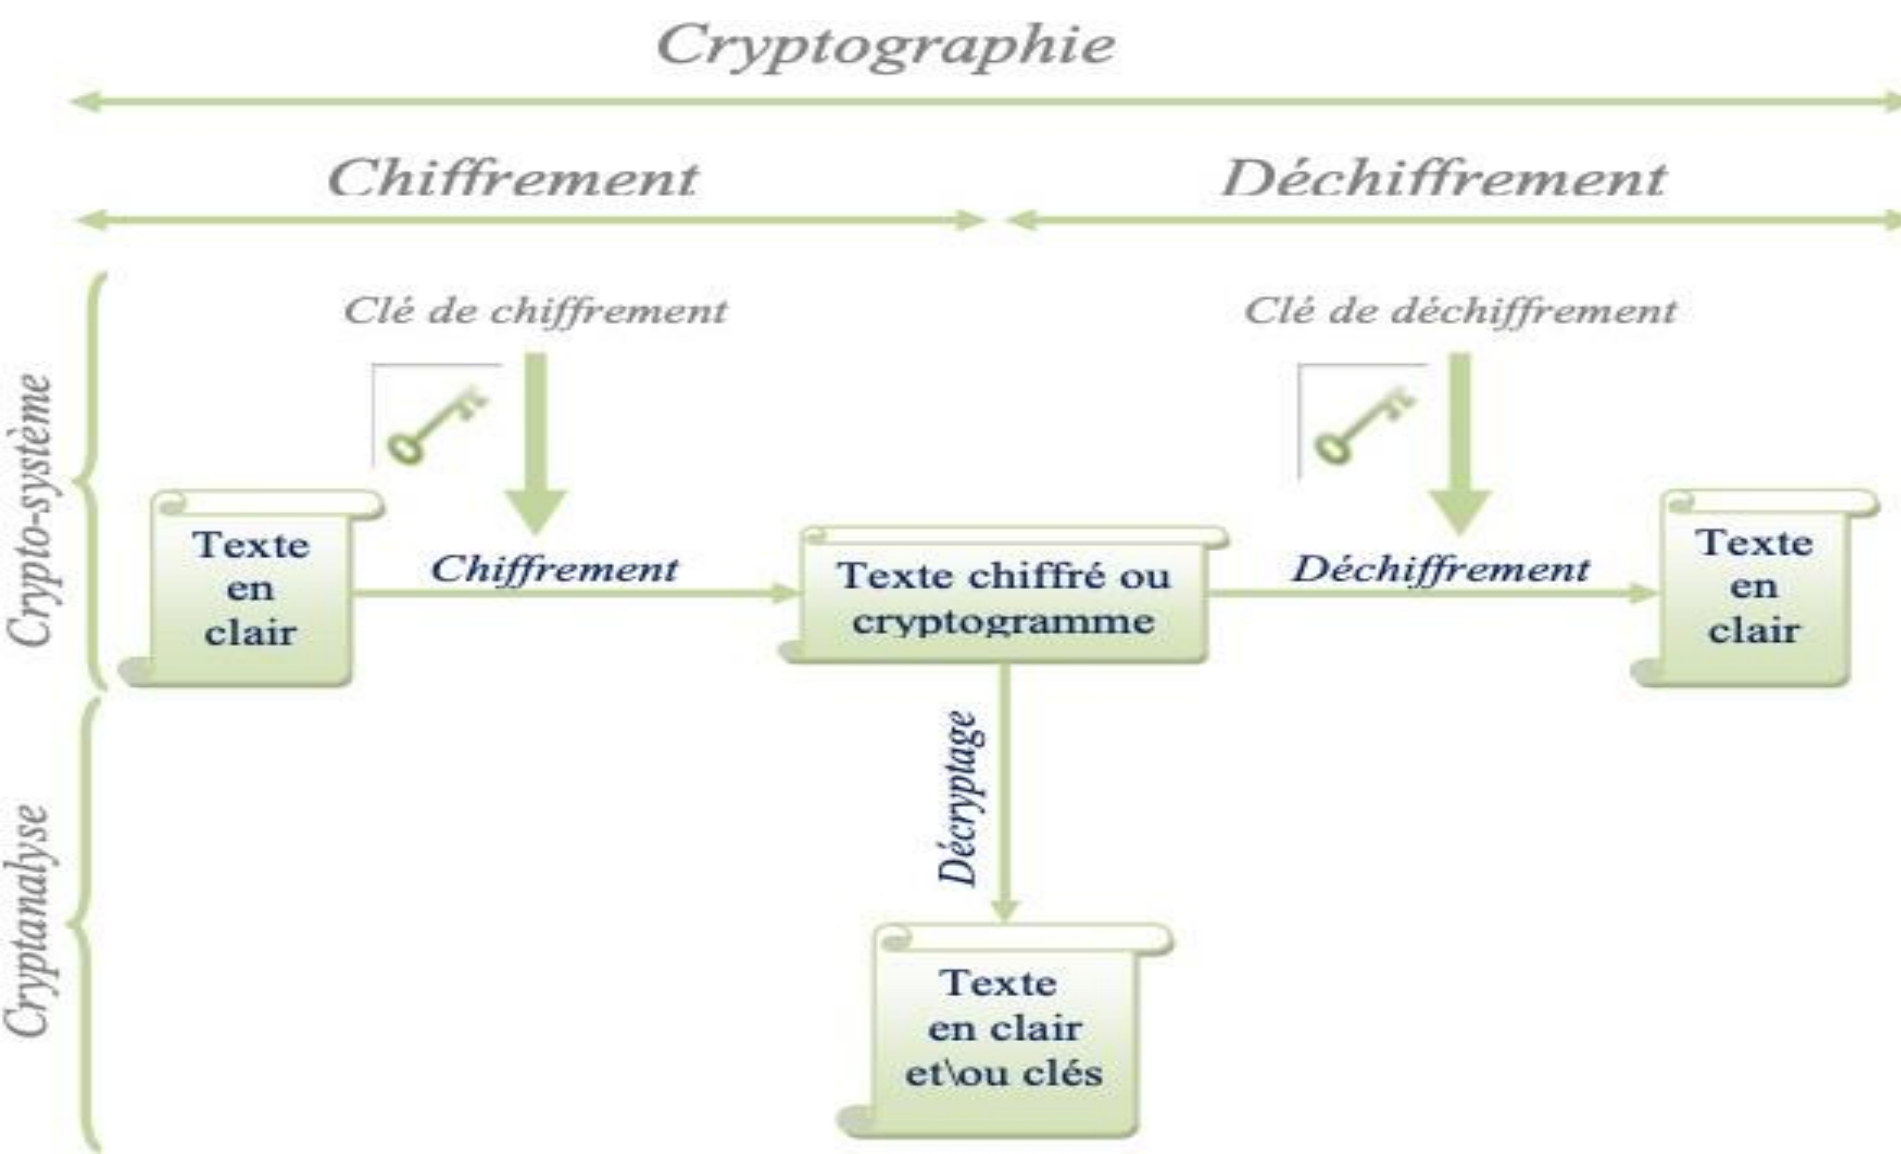 Cryptographie
Chiffrement
Déchiffrement
Clé de chiffrement
Clé de déchiffrement
Crypto-système
Texte
en
clair
Chiffrement
Texte chiffré ou
cryptogramme
Déchiffrement
Texte
en
clair
Décryptage
Cryptanalyse
Texte
en clair
et\ou clés